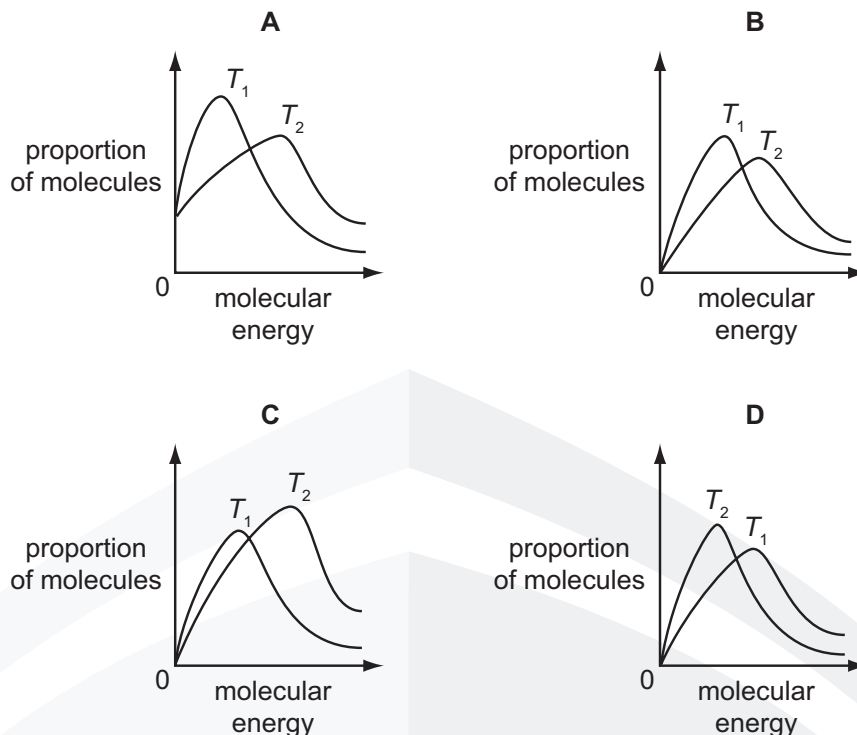 A
T1
T2
proportion
of molecules
0
molecular
energy
B
T1
T2
proportion
of molecules
0
molecular
energy
C
T1
T2
proportion
of molecules
0
molecular
energy
D
T2
T1
proportion
of molecules
0
molecular
energy